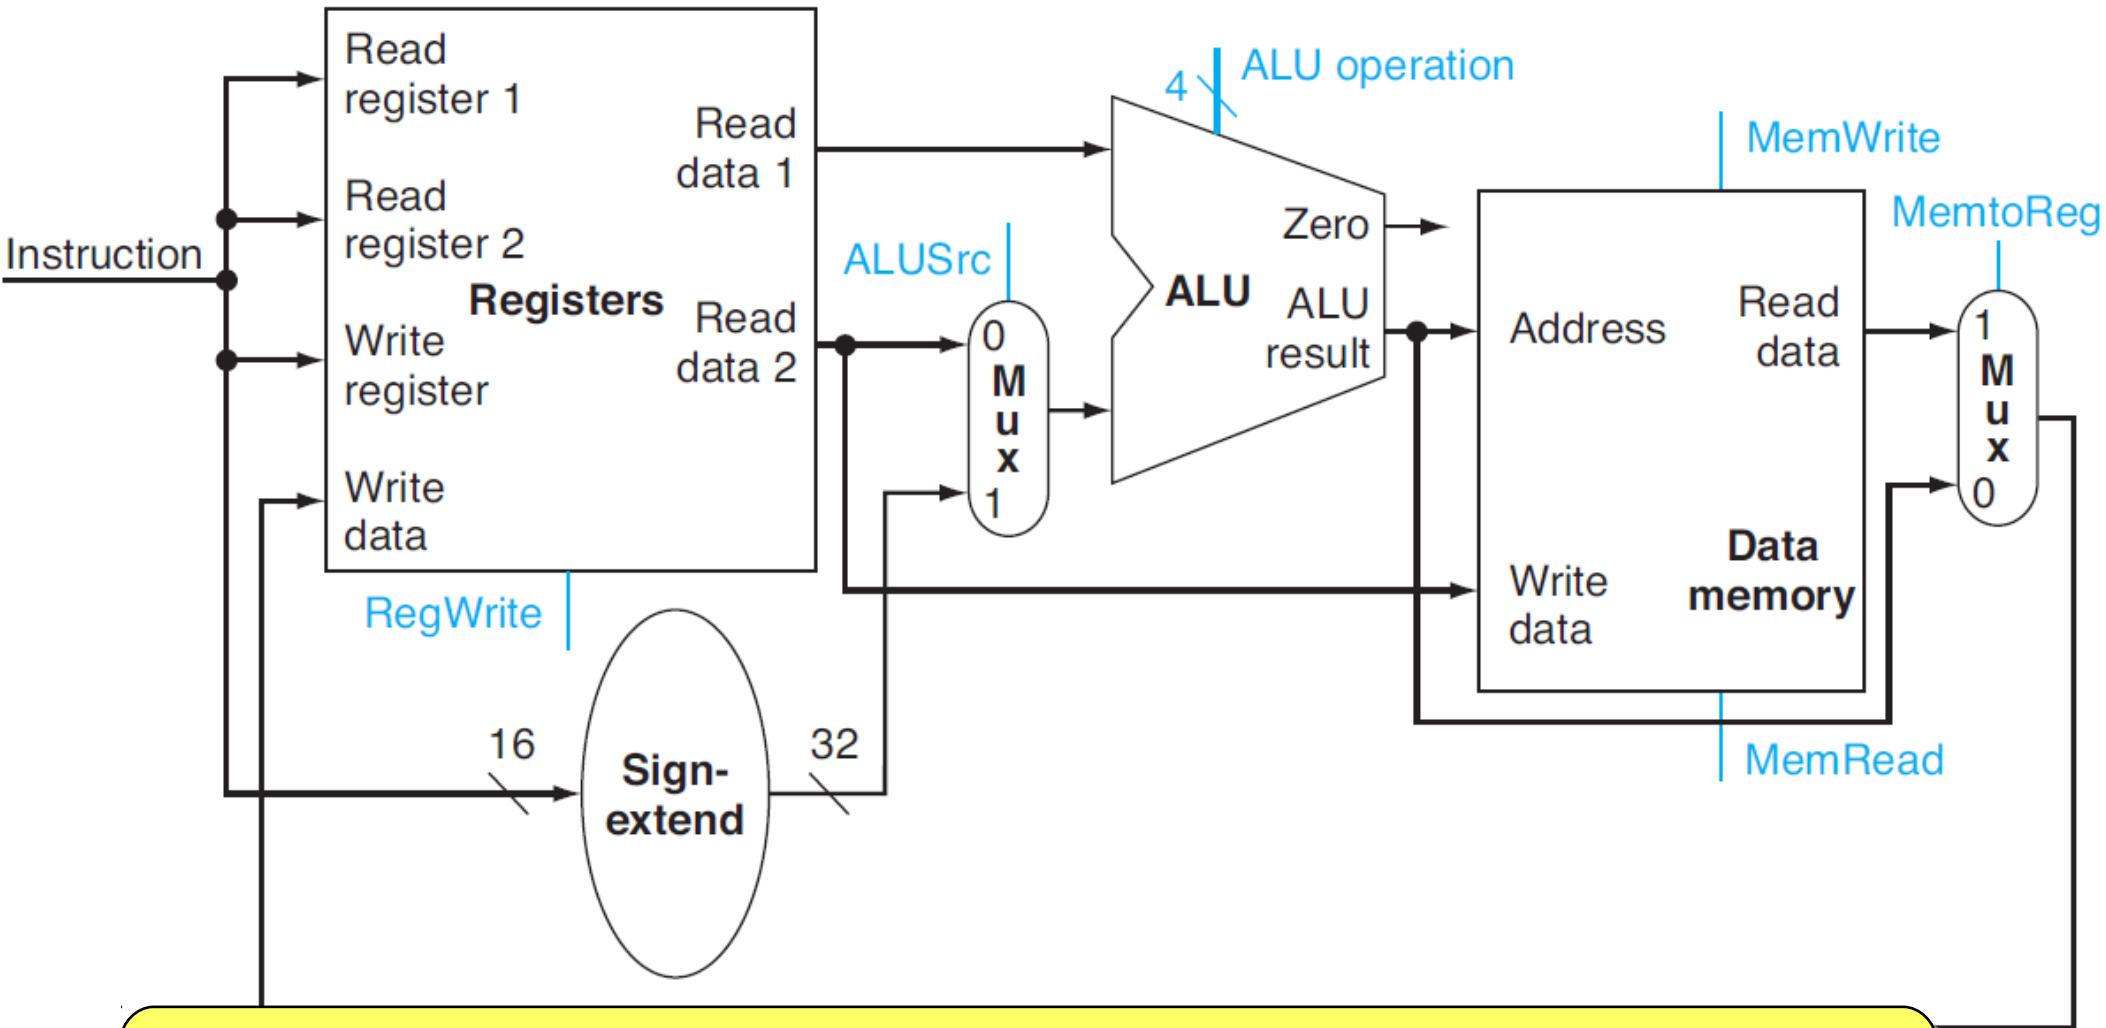 Instruction
Read
register 1
Read
register 2
Registers
Write
register
Write
data
Read
data 1
Read
data 2
RegWrite
16
Sign-
extend
32
ALUSrc
0
M
u
x
1
4
ALU operation
Zero
ALU
ALU
result
MemWrite
Address
Read
data
Write
data
Data
memory
MemRead
MemtoReg
1
M
u
x
0